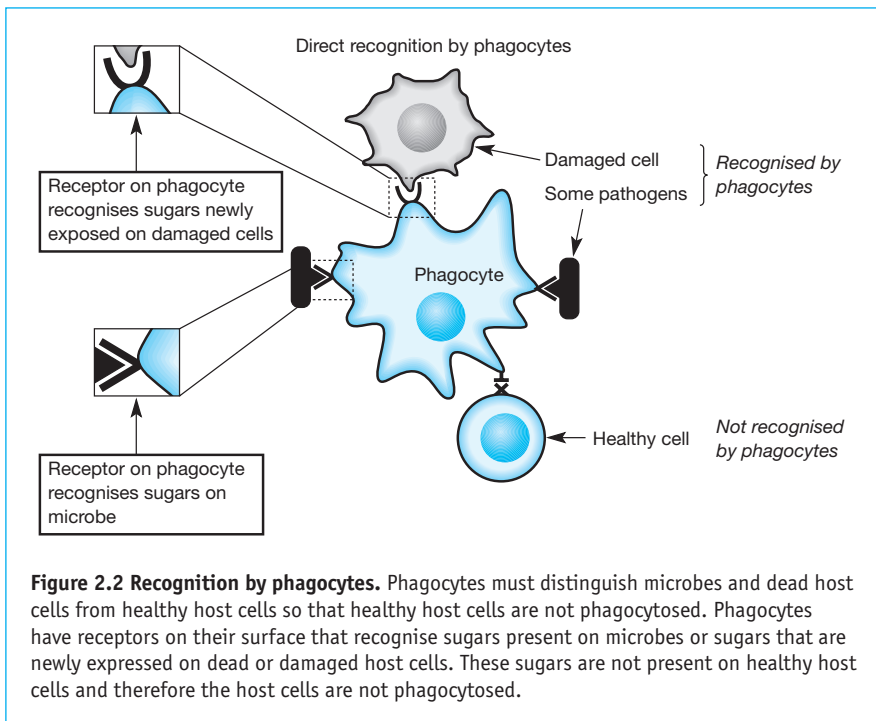 Direct recognition by phagocytes
Receptor on phagocyte
recognises sugars newly
exposed on damaged cells
Damaged cell
Some pathogens
Recognised by
phagocytes
Phagocyte
Receptor on phagocyte
recognises sugars on
microbe
Healthy cell
Not recognised
by phagocytes
Figure 2.2 Recognition by phagocytes. Phagocytes must distinguish microbes and dead host
cells from healthy host cells so that healthy host cells are not phagocytosed. Phagocytes
have receptors on their surface that recognise sugars present on microbes or sugars that are
newly expressed on dead or damaged host cells. These sugars are not present on healthy host
cells and therefore the host cells are not phagocytosed.